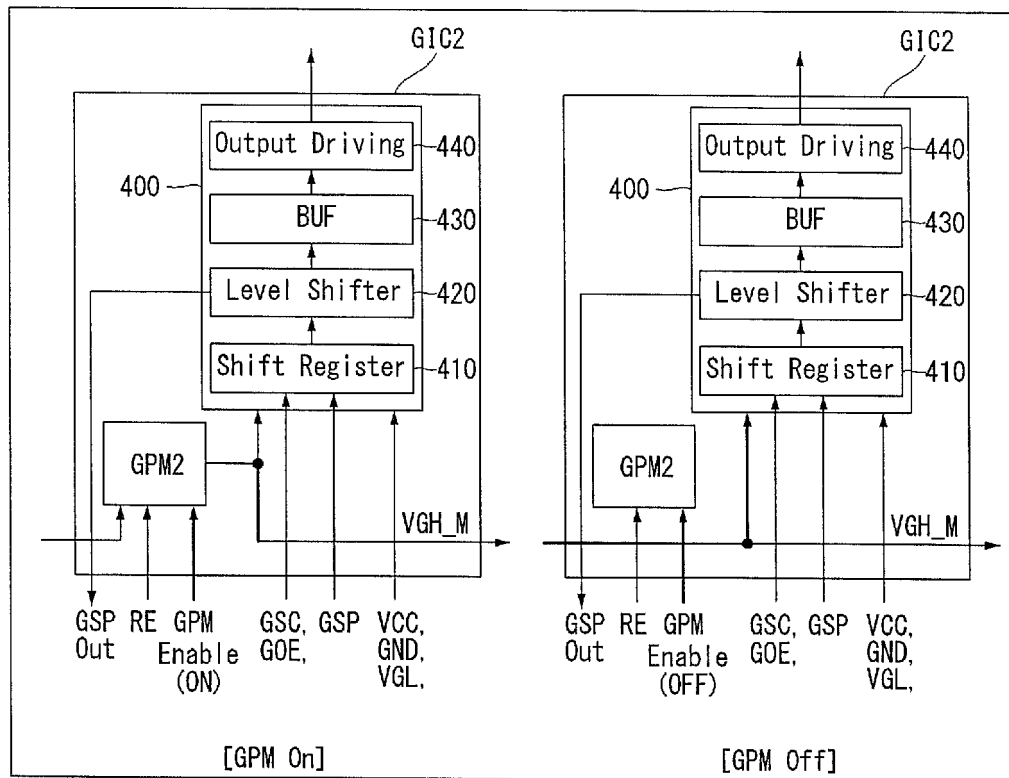 GIC2
Output Driving
440
400
BUF
430
Level Shifter
420
Shift Register
410
GPM2
VGH_M
GSP
Out
RE
GPM
Enable
(ON)
GSC,
GOE,
GSP
VCC,
GND,
VGL,
[GPM On]
GIC2
Output Driving
440
400
BUF
430
Level Shifter
420
Shift Register
410
GPM2
VGH_M
GSP
Out
RE
GPM
Enable
(OFF)
GSC,
GOE,
GSP
VCC,
GND,
VGL,
[GPM Off]